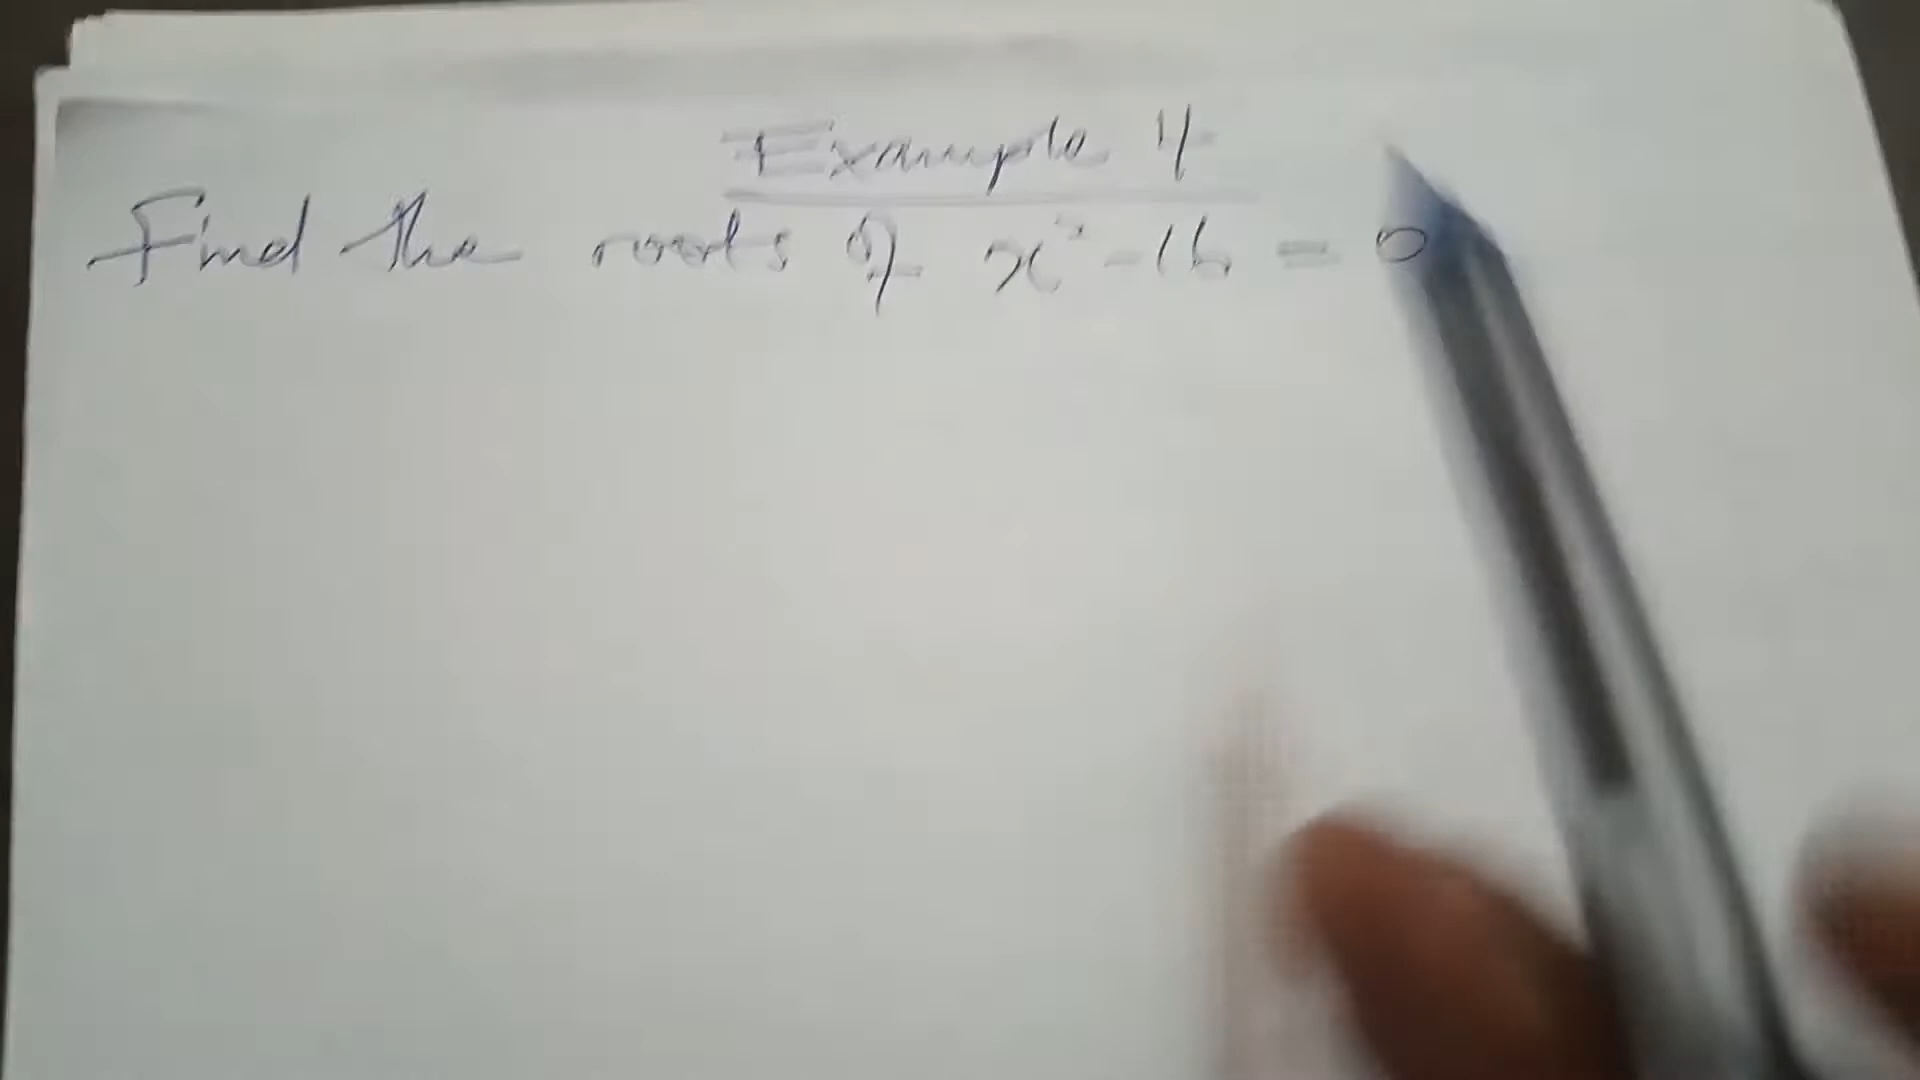 Example 4
Find the roots of x² - 16 = 0